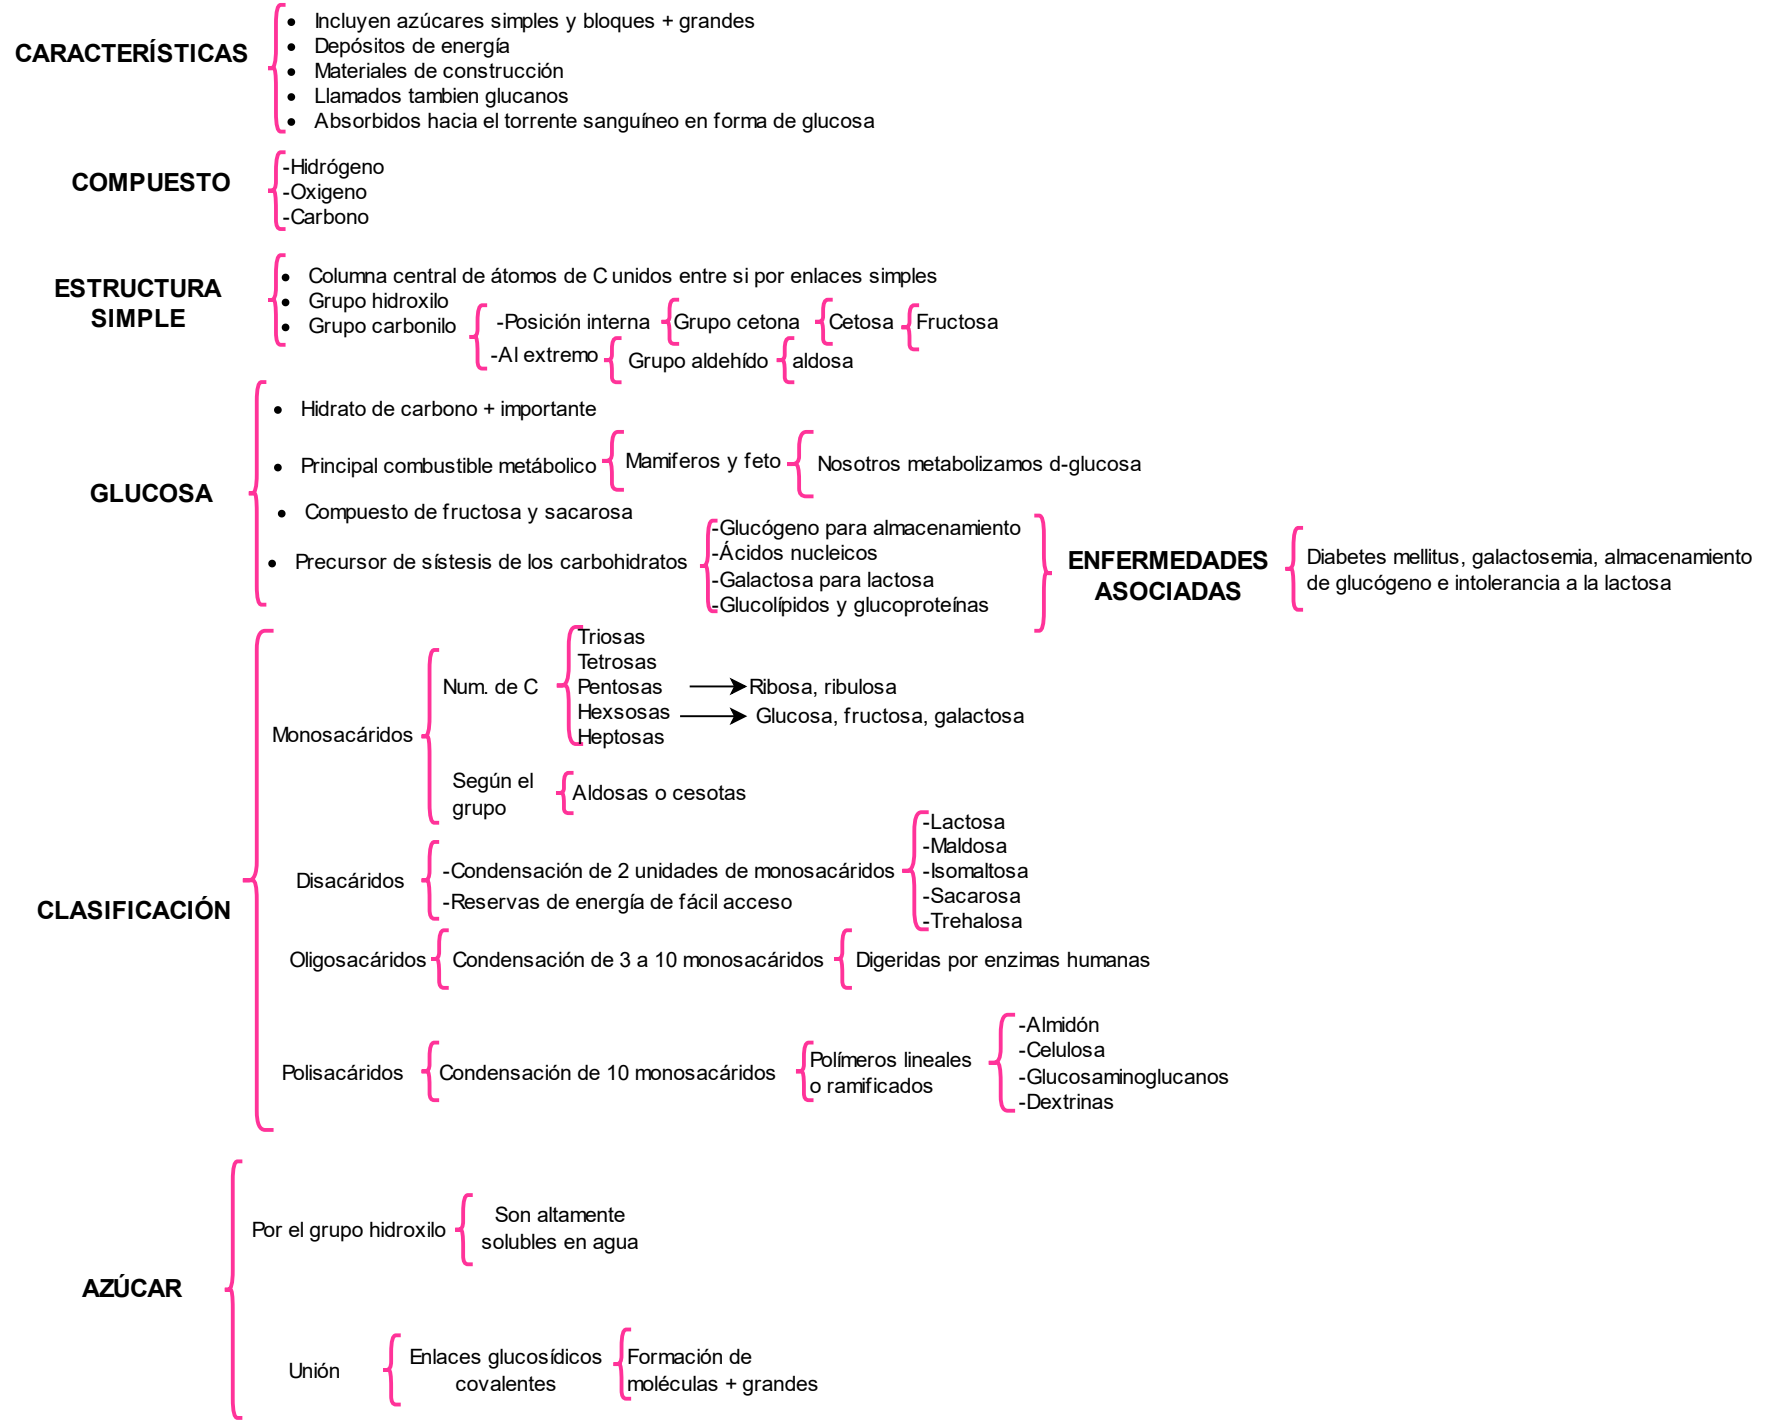 CARACTERÍSTICAS
Incluyen azúcares simples y bloques + grandes
Depósitos de energía
Materiales de construcción
Llamados tambien glucanos
Absorbidos hacia el torrente sanguíneo en forma de glucosa
COMPUESTO
-Hidrógeno
-Oxigeno
-Carbono
ESTRUCTURA
SIMPLE
Columna central de átomos de C unidos entre si por enlaces simples
Grupo hidroxilo
Grupo carbonilo
-Posición interna
Grupo cetona
Cetosa
Fructosa
-Al extremo
Grupo aldehído
aldosa
GLUCOSA
Hidrato de carbono + importante
Principal combustible metábolico
Mamiferos y feto
Nosotros metabolizamos d-glucosa
Compuesto de fructosa y sacarosa
Precursor de sístesis de los carbohidratos
-Glucógeno para almacenamiento
-Ácidos nucleicos
-Galactosa para lactosa
-Glucolípidos y glucoproteínas
ENFERMEDADES
ASOCIADAS
Diabetes mellitus, galactosemia, almacenamiento
de glucógeno e intolerancia a la lactosa
CLASIFICACIÓN
Monosacáridos
Num. de C
Triosas
Tetrosas
Pentosas
Ribosa, ribulosa
Hexsosas
Glucosa, fructosa, galactosa
Heptosas
Según el
grupo
Aldosas o cesotas
Disacáridos
-Condensación de 2 unidades de monosacáridos
-Reservas de energía de fácil acceso
-Lactosa
-Maldosa
-Isomaltosa
-Sacarosa
-Trehalosa
Oligosacáridos
Condensación de 3 a 10 monosacáridos
Digeridas por enzimas humanas
Polisacáridos
Condensación de 10 monosacáridos
Polímeros lineales
o ramificados
-Almidón
-Celulosa
-Glucosaminoglucanos
-Dextrinas
AZÚCAR
Por el grupo hidroxilo
Son altamente
solubles en agua
Unión
Enlaces glucosídicos
covalentes
Formación de
moléculas + grandes